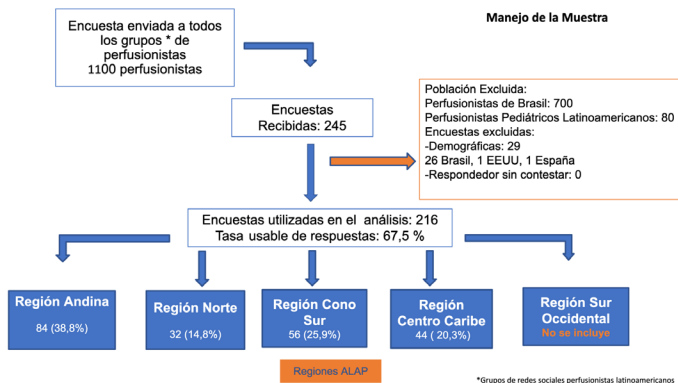 Manejo de la Muestra
Encuesta enviada a todos
los grupos * de
perfusionistas
1100 perfusionistas
Encuestas
Recibidas: 245
Población Excluida:
Perfusionistas de Brasil: 700
Perfusionistas Pediátricos Latinoamericanos: 80
Encuestas excluidas:
-Demográficas: 29
26 Brasil, 1 EEUU, 1 España
-Respondedor sin contestar: 0
Encuestas utilizadas en el análisis: 216
Tasa usable de respuestas: 67,5 %
Región Andina
84 (38,8%)
Región Norte
32 (14,8%)
Región Cono
Sur
56 (25,9%)
Región
Centro Caribe
44 ( 20,3%)
Región Sur
Occidental
No se incluye
Regiones ALAP
*Grupos de redes sociales perfusionistas latinoamericanos